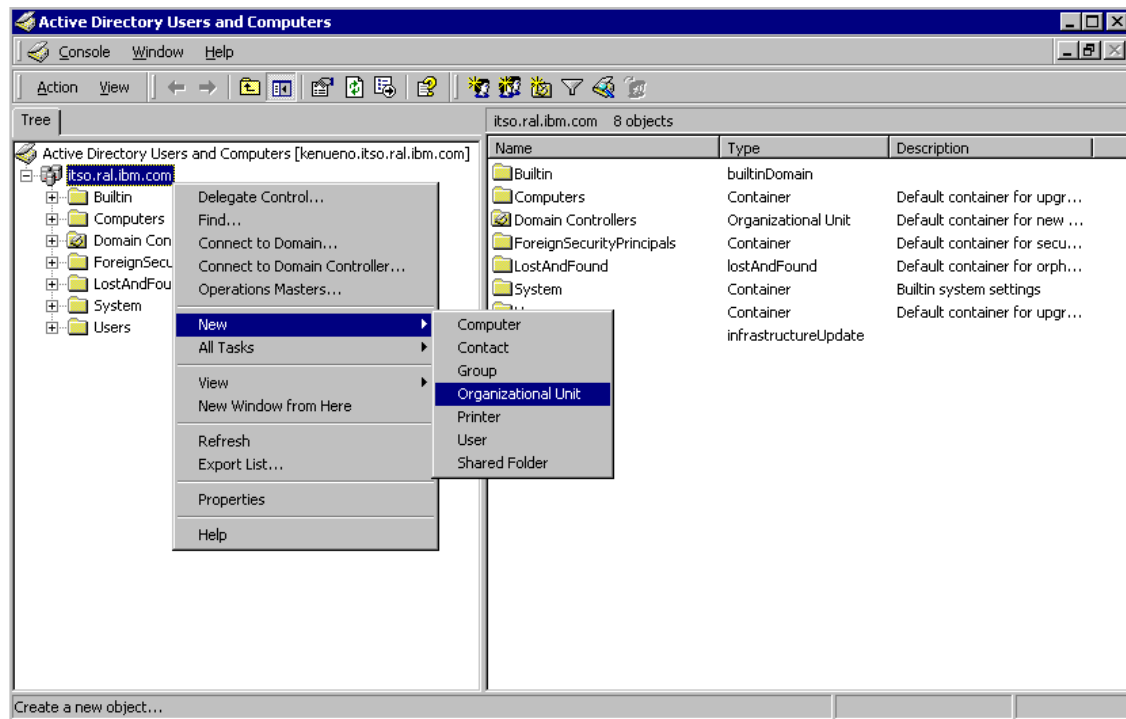 Active Directory Users and Computers
Console Window Help
Action View
Tree
itso.ral.ibm.com 8 objects
Active Directory Users and Computers [kenueno.itso.ral.ibm.com]
itso.ral.ibm.com
Builtin
Computers
Domain Con
ForeignSecu
LostAndFou
System
Users
Delegate Control...
Find...
Connect to Domain...
Connect to Domain Controller...
Operations Masters...
New
All Tasks
View
New Window from Here
Refresh
Export List...
Properties
Help
Computer
Contact
Group
Organizational Unit
Printer
User
Shared Folder
Name Type Description
Builtin builtinDomain
Computers Container Default container for upgr...
Domain Controllers Organizational Unit Default container for new ...
ForeignSecurityPrincipals Container Default container for secu...
LostAndFound lostAndFound Default container for orph...
System Container Builtin system settings
Container Default container for upgr...
infrastructureUpdate
Create a new object...